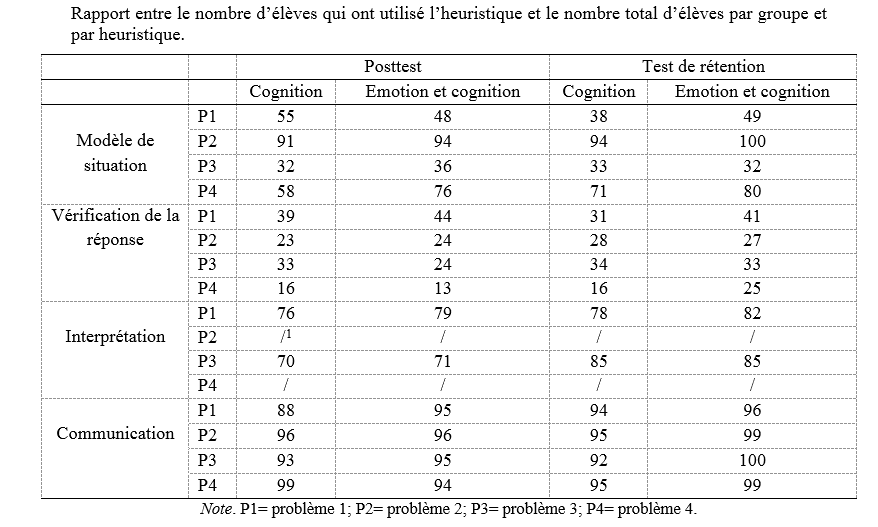 Rapport entre le nombre d’élèves qui ont utilisé l’heuristique et le nombre total d’élèves par groupe et
par heuristique.
Posttest Test de rétention
Cognition Emotion et cognition Cognition Emotion et cognition
Modèle de situation P1 55 48 38 49
P2 91 94 94 100
P3 32 36 33 32
P4 58 76 71 80
Vérification de la réponse P1 39 44 31 41
P2 23 24 28 27
P3 33 24 34 33
P4 16 13 16 25
Interprétation P1 76 79 78 82
P2 /1 / / /
P3 70 71 85 85
P4 / / / /
Communication P1 88 95 94 96
P2 96 96 95 99
P3 93 95 92 100
P4 99 94 95 99
Note. P1= problème 1; P2= problème 2; P3= problème 3; P4= problème 4.